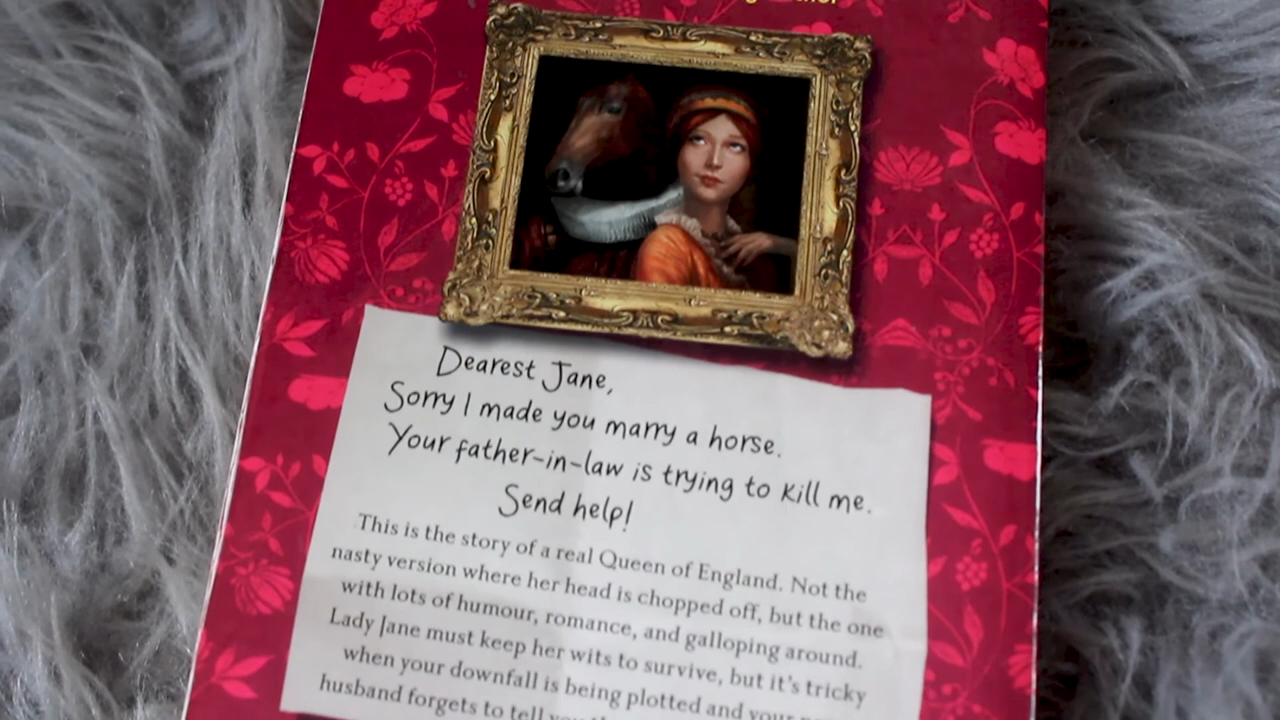 Dearest Jane,
Sorry I made you marry a horse.
Your father-in-law is trying to kill me.
Send help!
This is the story of a real Queen of England. Not the
nasty version where her head is chopped off, but the one
with lots of humour, romance, and galloping around.
Lady Jane must keep her wits to survive, but it's tricky
when your downfall is being plotted and your
husband forgets to tell you